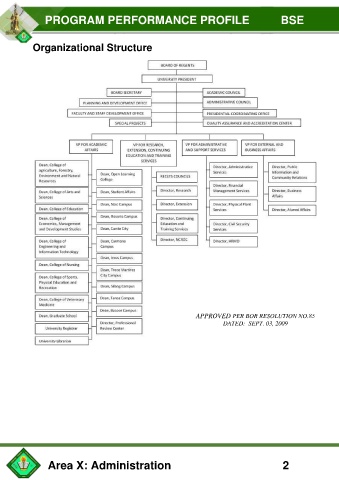 PROGRAM PERFORMANCE PROFILE BSE
Organizational Structure
BOARD OF REGENTS
UNIVERSITY PRESIDENT
BOARD SECRETARY
ACADEMIC COUNCIL
PLANNING AND DEVELOPMENT OFFICE
ADMINISTRATIVE COUNCIL
FACULTY AND STAFF DEVELOPMENT OFFICE
PRESIDENTIAL COORDINATING OFFICE
SPECIAL PROJECTS
QUALITY ASSURANCE AND ACCREDITATION CENTER
VP FOR ACADEMIC
AFFAIRS
VP FOR RESEARCH,
EXTENSION, CONTINUING
EDUCATION AND TRAINING
SERVICES
VP FOR ADMINISTRATIVE
AND SUPPORT SERVICES
VP FOR EXTERNAL AND
BUSINESS AFFAIRS
Dean, College of
Agriculture, Forestry,
Environment and Natural
Resources
Dean, College of Arts and
Sciences
Dean, College of Education
Dean, College of
Economics, Management
and Development Studies
Dean, College of
Engineering and
Information Technology
Dean, College of Nursing
Dean, College of Sports,
Physical Education and
Recreation
Dean, College of Veterinary
Medicine
Dean, Graduate School
University Registrar
University Librarian
Dean, Open Learning
College
Dean, Student Affairs
Dean, Naic Campus
Dean, Rosario Campus
Dean, Cavite City
Dean, Carmona
Campus
Dean, Imus Campus
Dean, Trece Martires
City Campus
Dean, Silang Campus
Dean, Tanza Campus
Dean, Bacoor Campus
Director, Professional
Review Center
RECETS COUNCILS
Director, Research
Director, Extension
Director, Continuing
Education and
Training Services
Director, NCRDC
Director, Administrative
Services
Director, Financial
Management Services
Director, Physical Plant
Services
Director, Civil Security
Services
Director,
Director, Public
Information and
Community Relations
Director, Business
Affairs
Director, Alumni Affairs
APPROVED PER BOR RESOLUTION NO.
DATED: SEPT. 03, 2009
Area X: Administration 2